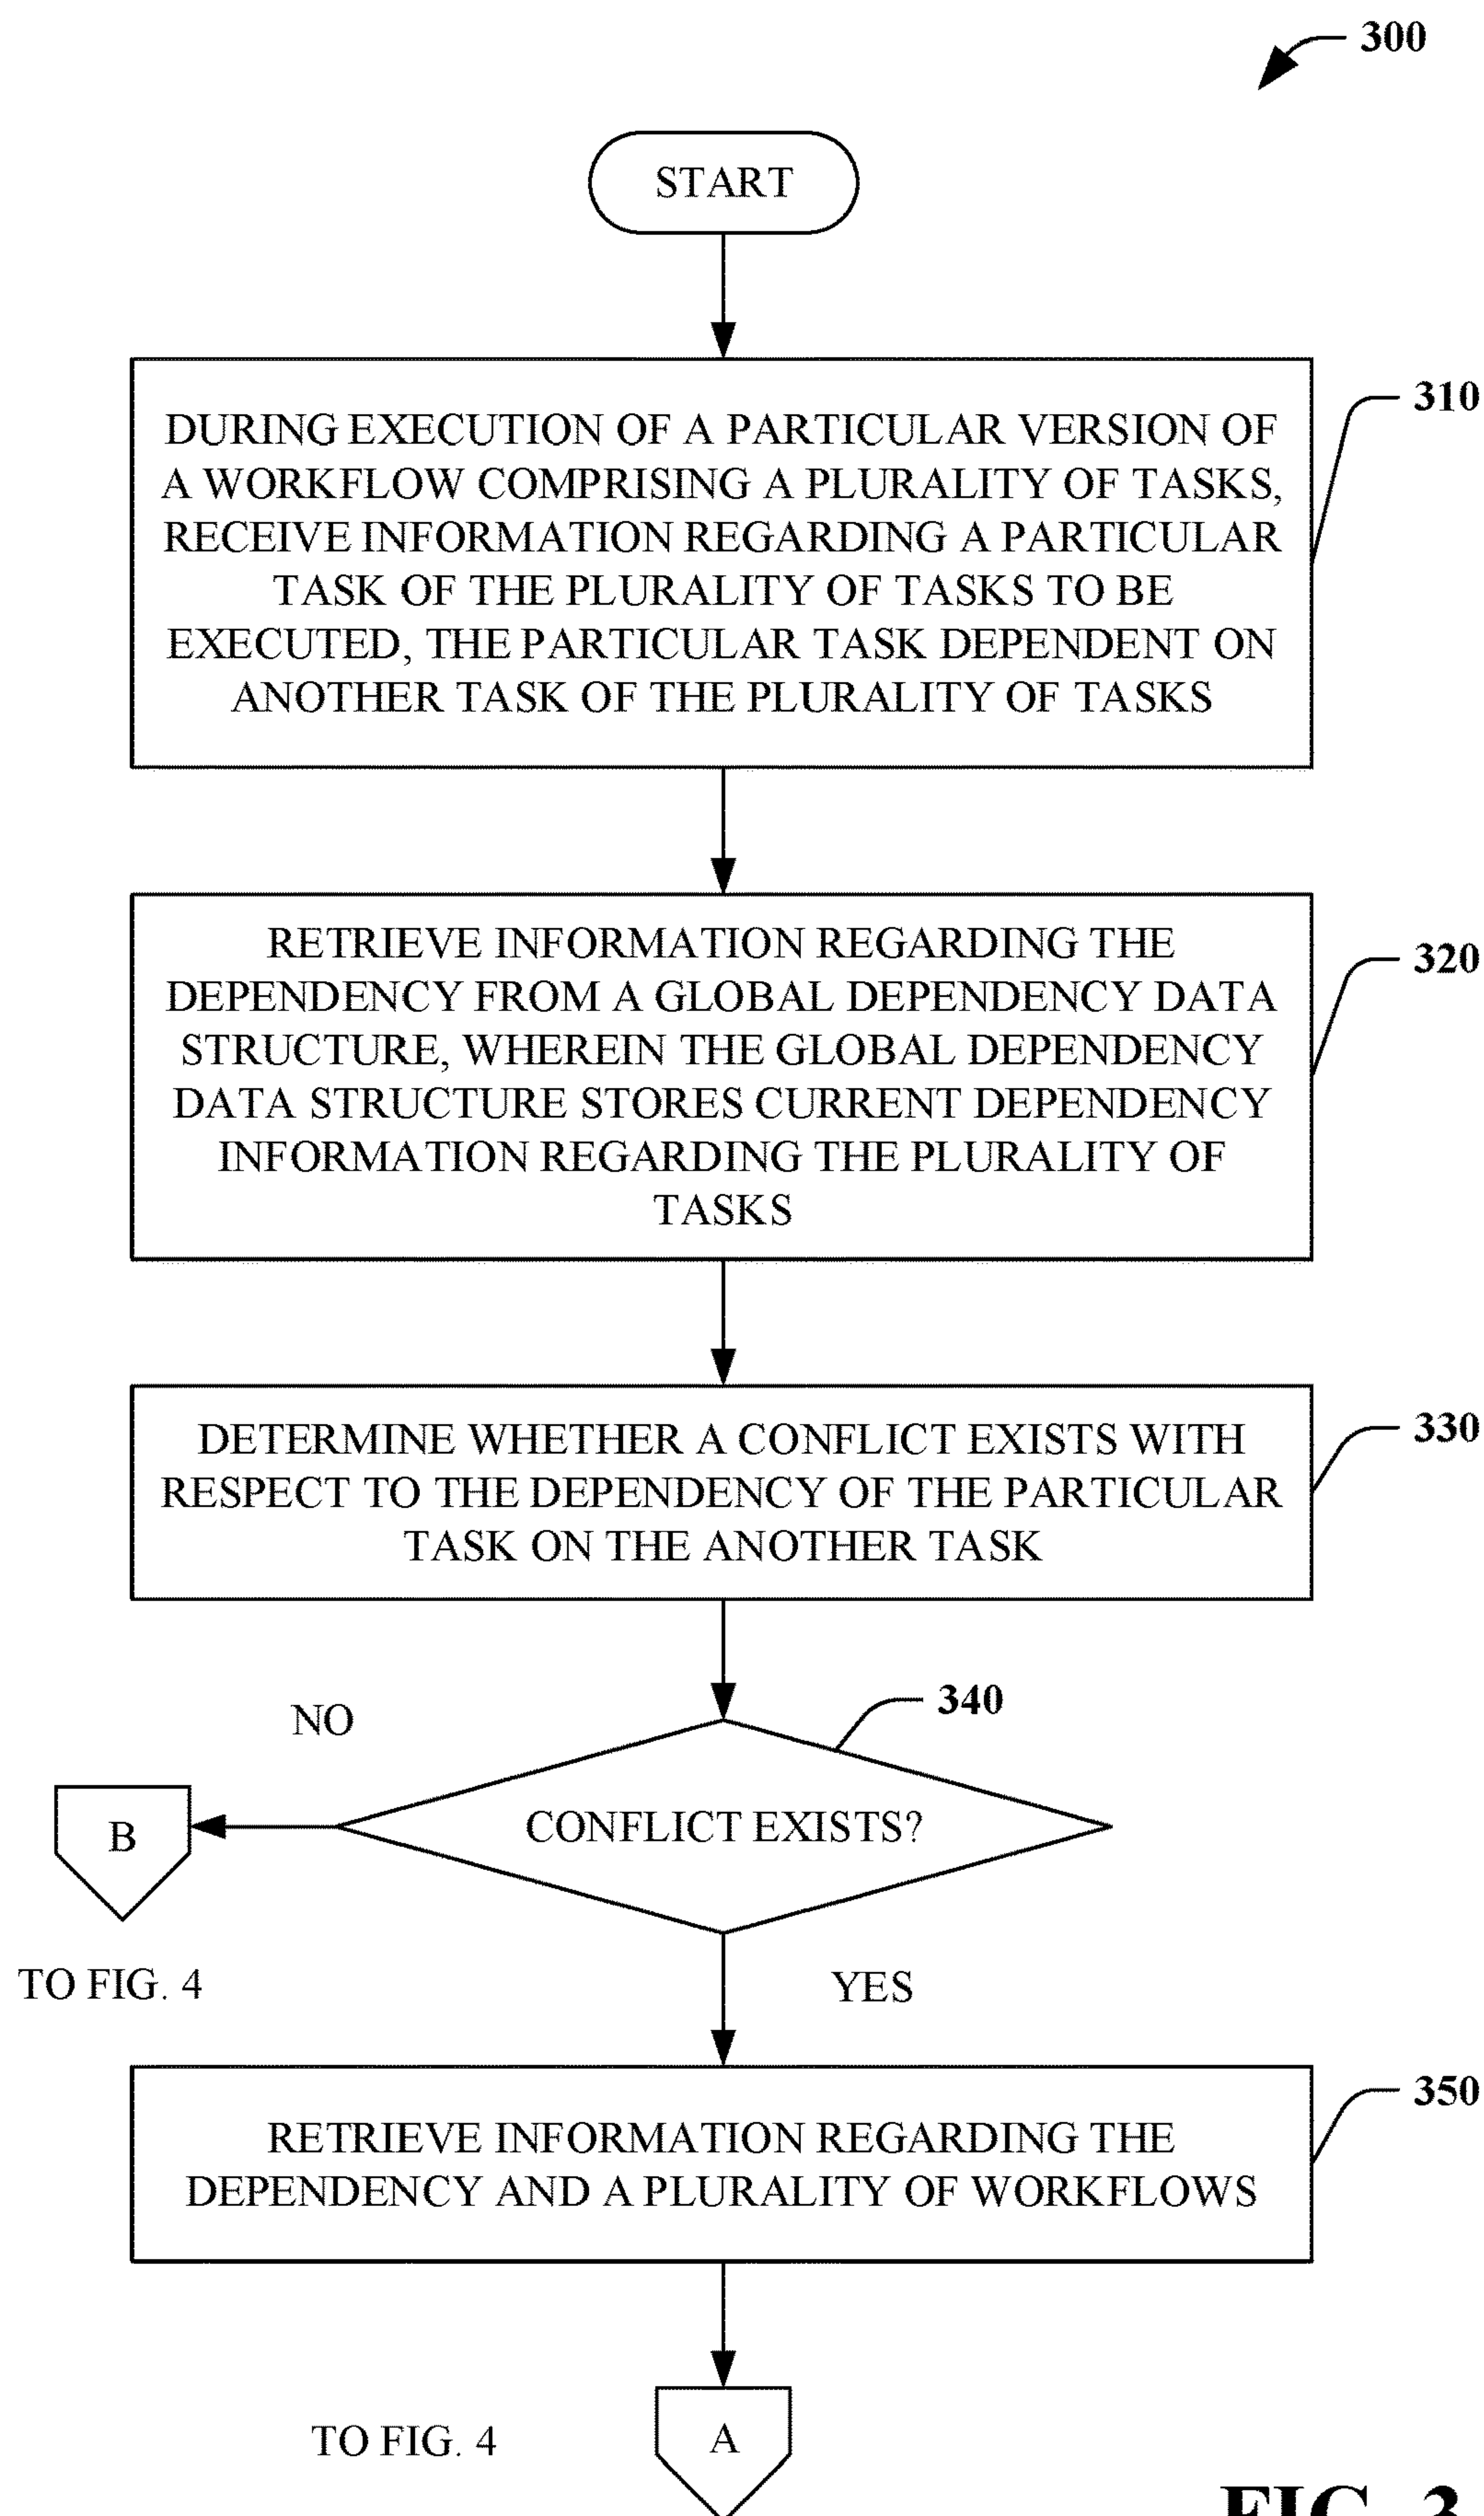 300
START
DURING EXECUTION OF A PARTICULAR VERSION OF
A WORKFLOW COMPRISING A PLURALITY OF TASKS,
RECEIVE INFORMATION REGARDING A PARTICULAR
TASK OF THE PLURALITY OF TASKS TO BE
EXECUTED, THE PARTICULAR TASK DEPENDENT ON
ANOTHER TASK OF THE PLURALITY OF TASKS
310
RETRIEVE INFORMATION REGARDING THE
DEPENDENCY FROM A GLOBAL DEPENDENCY DATA
STRUCTURE, WHEREIN THE GLOBAL DEPENDENCY
DATA STRUCTURE STORES CURRENT DEPENDENCY
INFORMATION REGARDING THE PLURALITY OF
TASKS
320
DETERMINE WHETHER A CONFLICT EXISTS WITH
RESPECT TO THE DEPENDENCY OF THE PARTICULAR
TASK ON THE ANOTHER TASK
330
340
NO
CONFLICT EXISTS?
B
TO FIG. 4
YES
RETRIEVE INFORMATION REGARDING THE
DEPENDENCY AND A PLURALITY OF WORKFLOWS
350
TO FIG. 4
A
FIG. 3